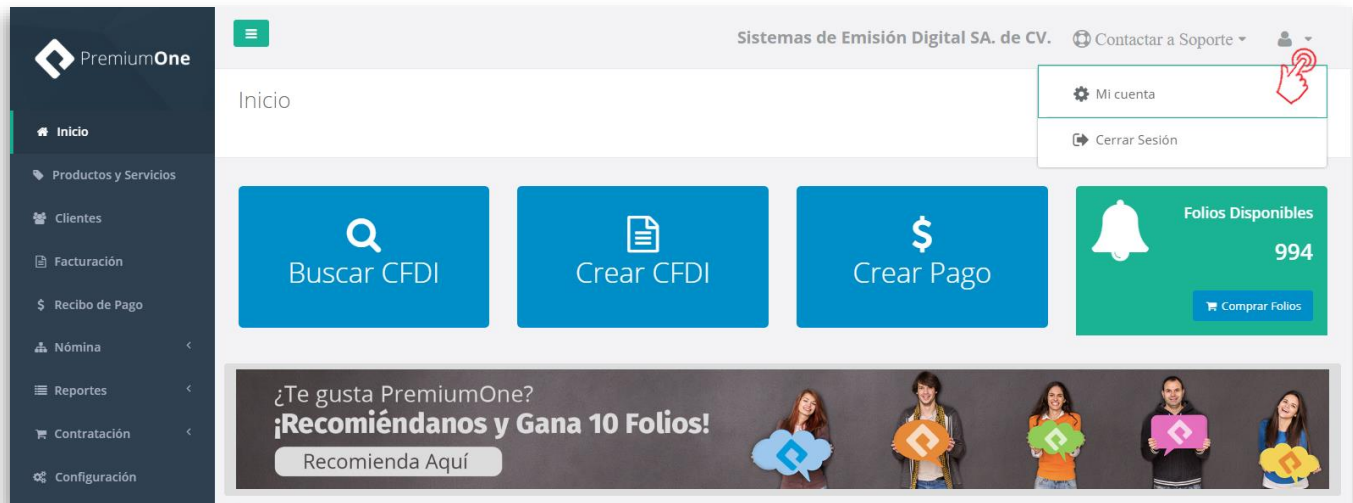 PremiumOne
Inicio
Productos y Servicios
Clientes
Facturación
Recibo de Pago
Nómina
Reportes
Contratación
Configuración
Sistemas de Emisión Digital SA. de CV.
Contactar a Soporte
Mi cuenta
Cerrar Sesión
Inicio
Buscar CFDI
Crear CFDI
$
Crear Pago
Folios Disponibles
994
Comprar Folios
¿Te gusta PremiumOne?
¡Recomiéndanos y Gana 10 Folios!
Recomienda Aquí